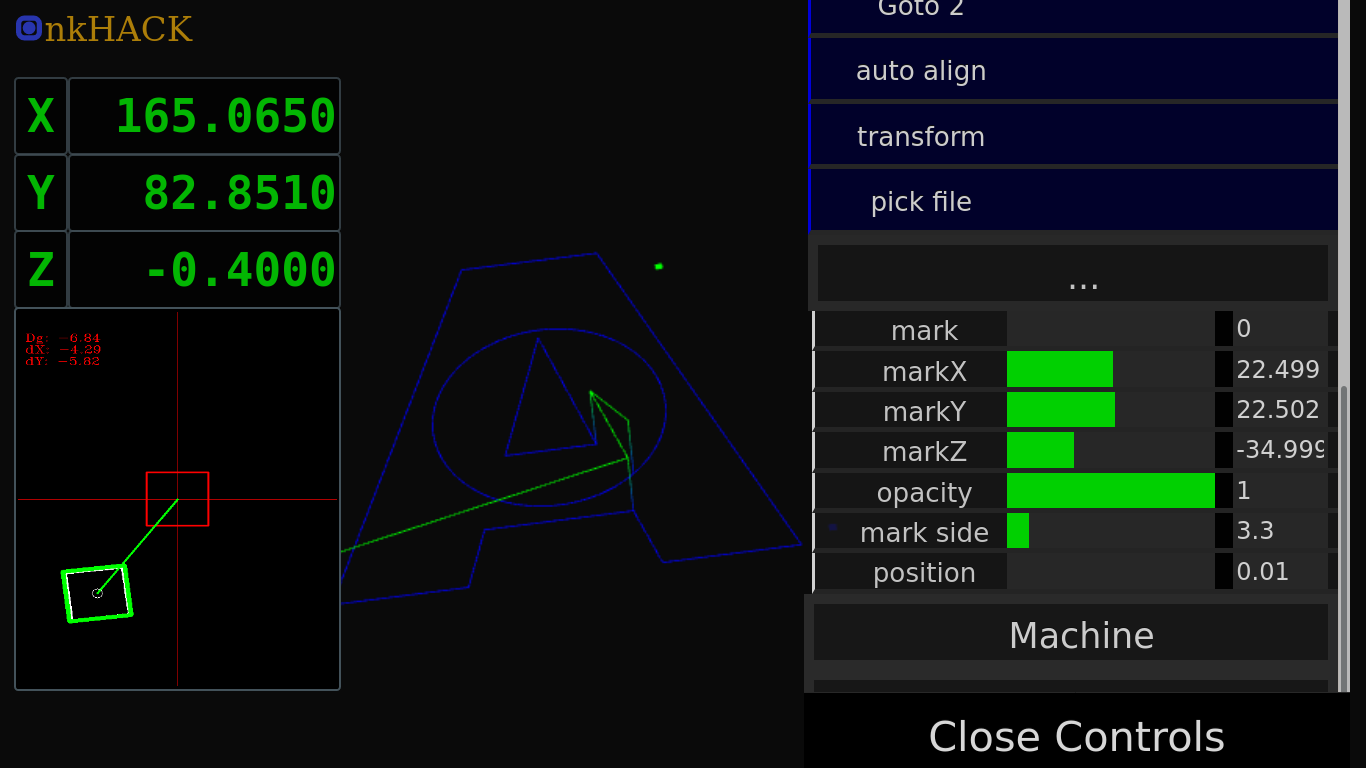 nkHACK
X 165.0650
Y 82.8510
Z -0.4000
Dg: -6.84
dX: -4.29
dY: -5.82
Goto 2
auto align
transform
pick file
...
mark 0
markX 22.499
markY 22.502
markZ -34.999
opacity 1
mark side 3.3
position 0.01
Machine
Close Controls